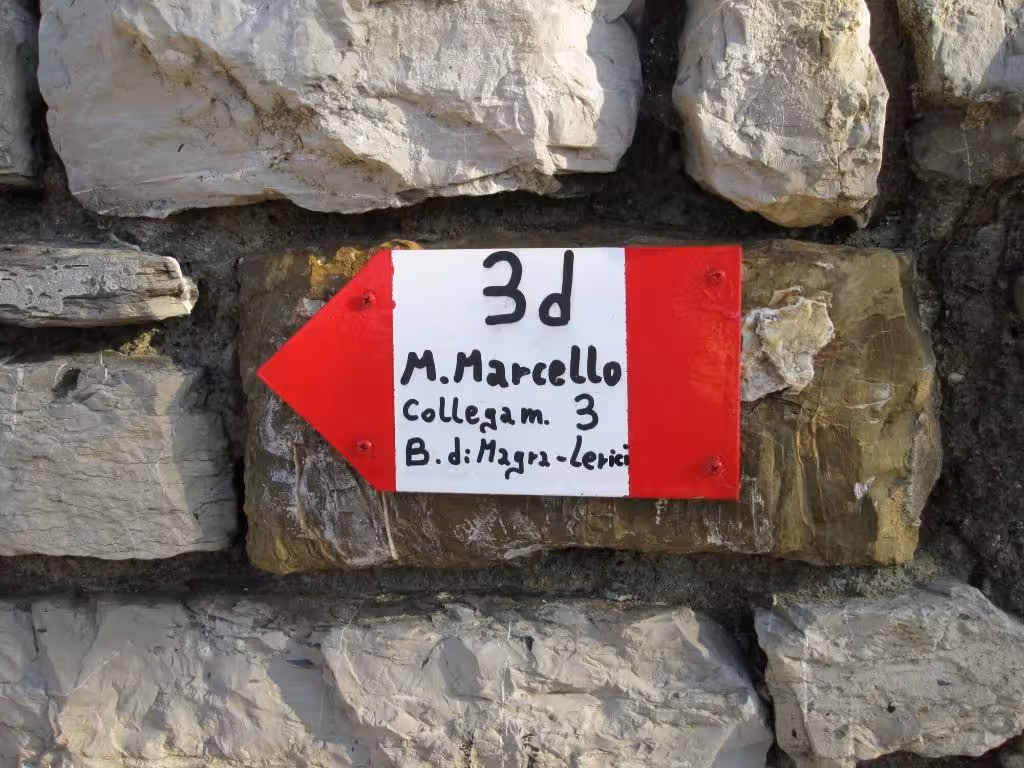 3d
M. Marcello
Collegam. 3
B. di Magra - Lerici